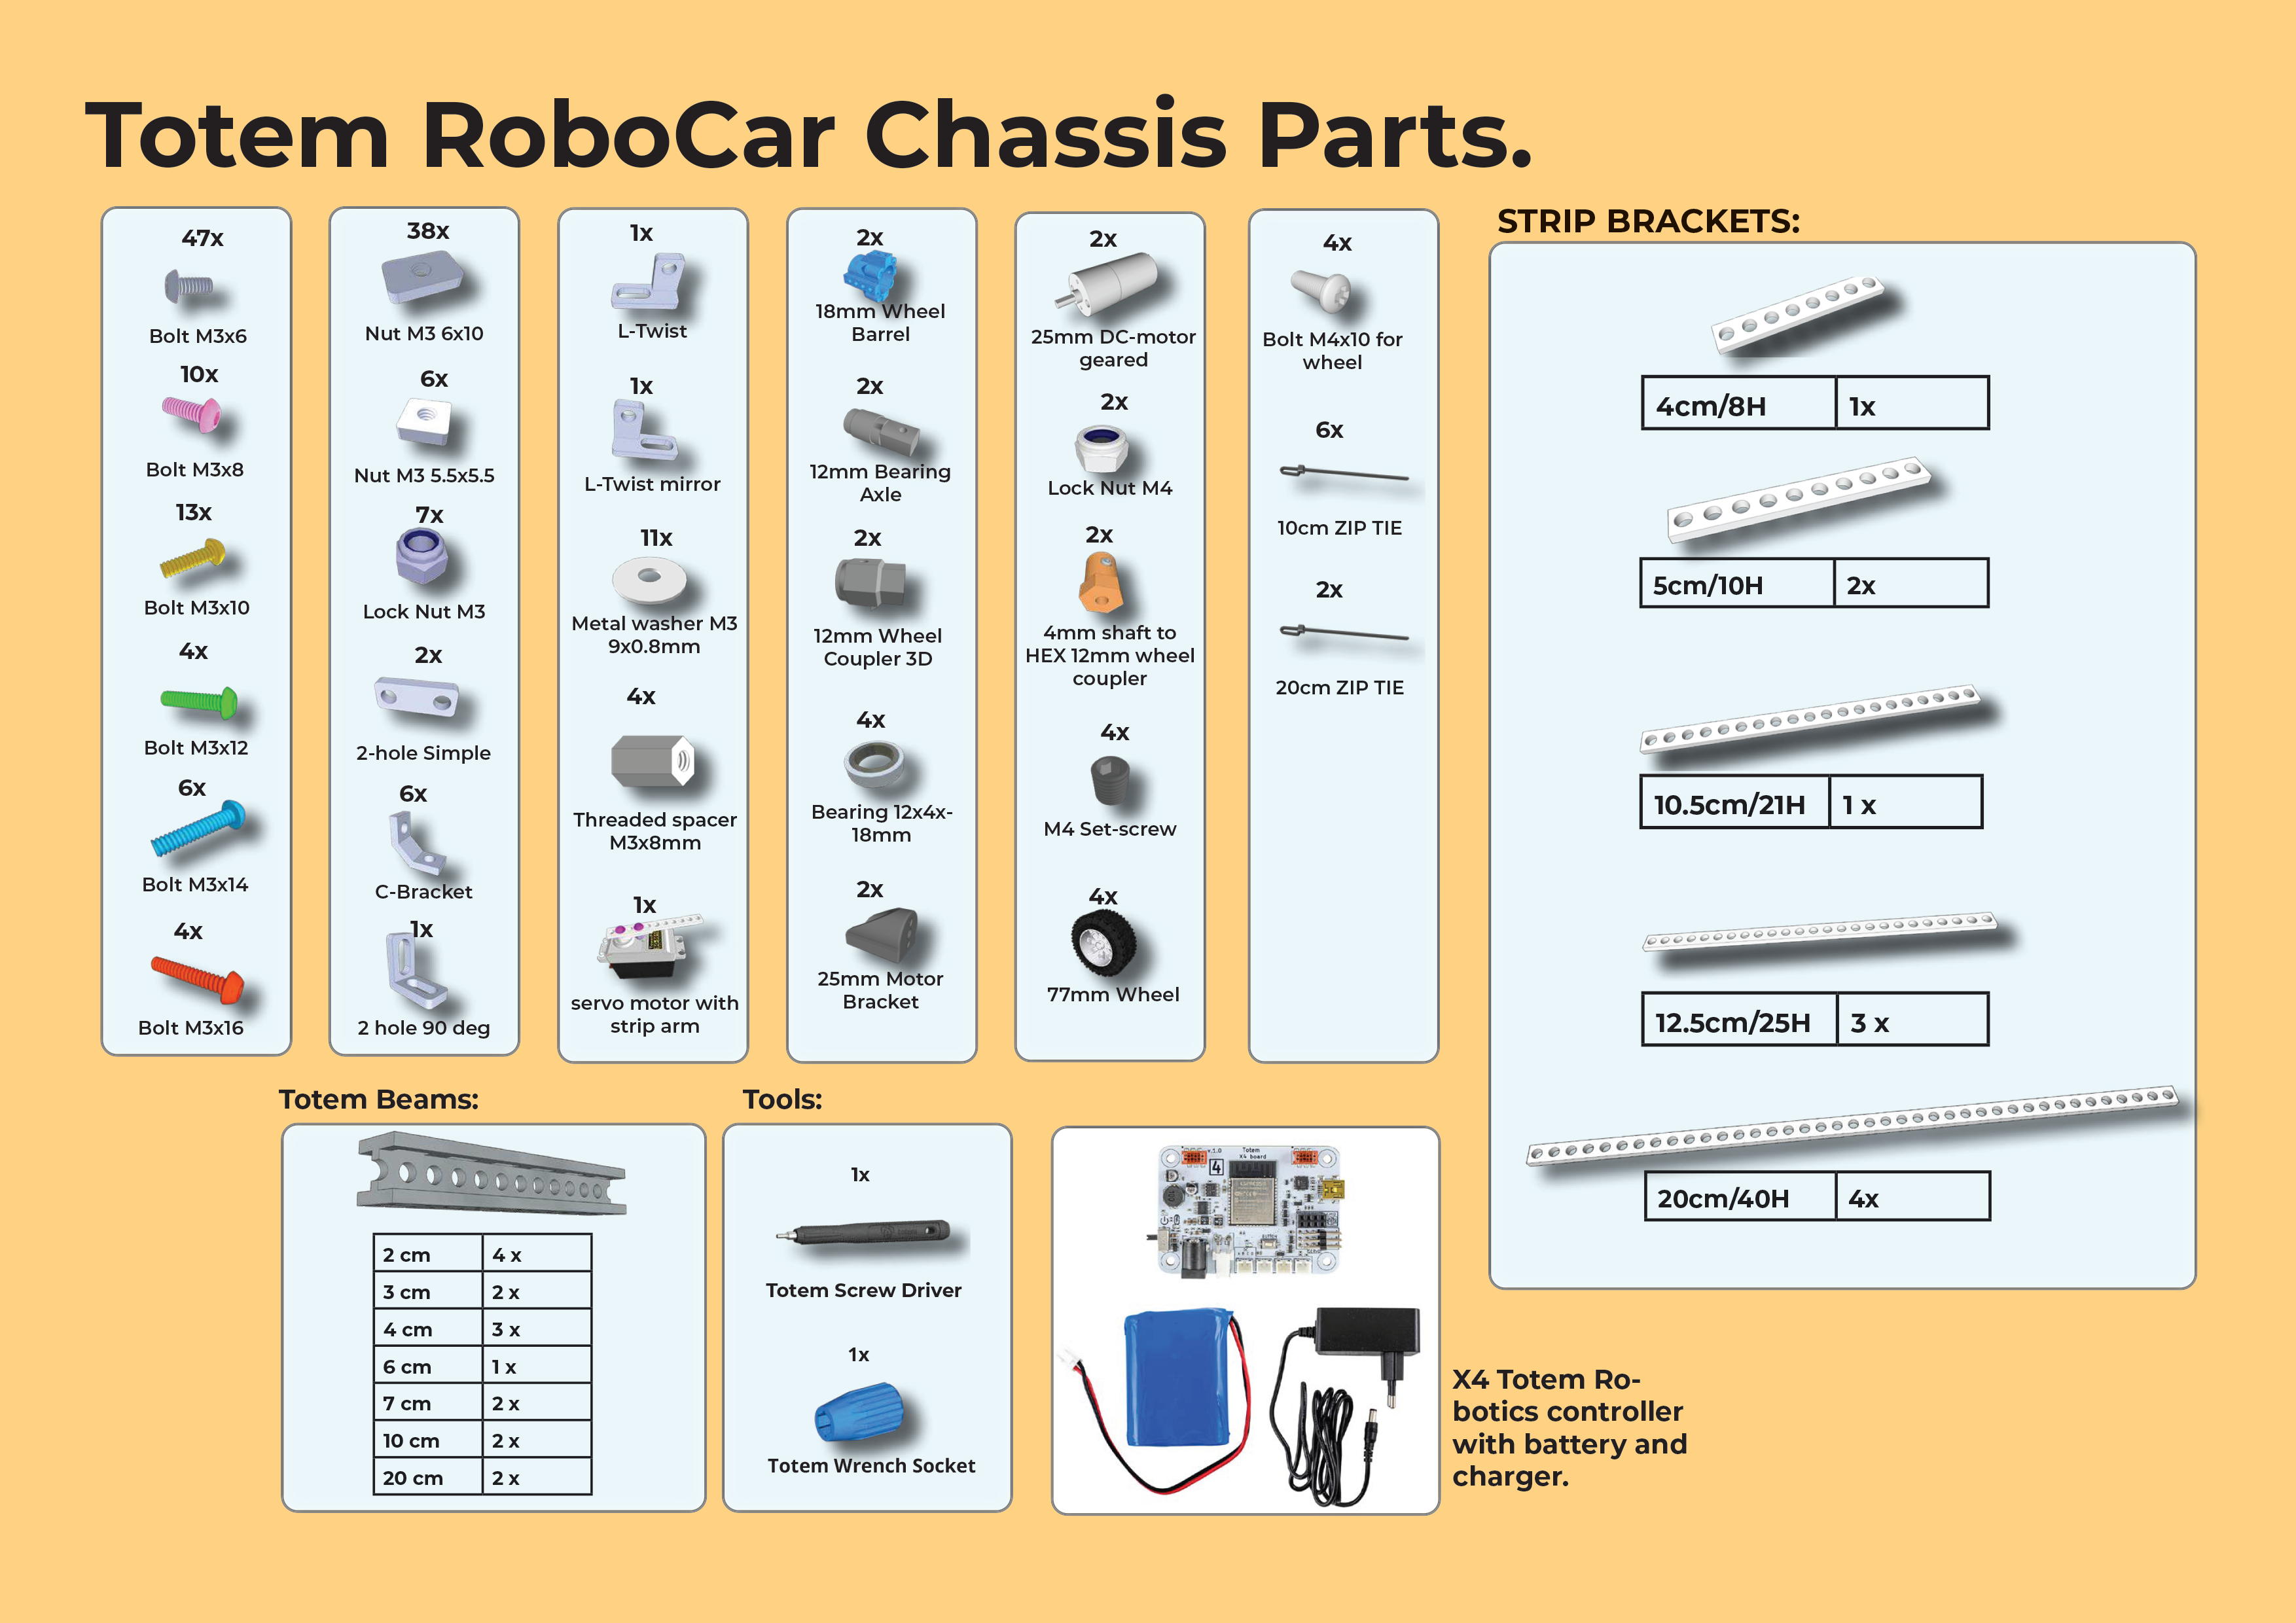 Totem RoboCar Chassis Parts.
47x
Bolt M3x6
10x
Bolt M3x8
13x
Bolt M3x10
4x
Bolt M3x12
6x
Bolt M3x14
4x
Bolt M3x16
38x
Nut M3 6x10
6x
Nut M3 5.5x5.5
7x
Lock Nut M3
2x
2-hole Simple
6x
C-Bracket
1x
2 hole 90 deg
1x
L-Twist
1x
L-Twist mirror
11x
Metal washer M3
9x0.8mm
4x
Threaded spacer
M3x8mm
1x
servo motor with
strip arm
2x
18mm Wheel
Barrel
2x
12mm Bearing
Axle
2x
12mm Wheel
Coupler 3D
4x
Bearing 12x4x-
18mm
2x
25mm Motor
Bracket
2x
25mm DC-motor
geared
2x
Lock Nut M4
2x
4mm shaft to
HEX 12mm wheel
coupler
4x
M4 Set-screw
4x
77mm Wheel
4x
Bolt M4x10 for
wheel
6x
10cm ZIP TIE
2x
20cm ZIP TIE
STRIP BRACKETS:
4cm/8H 1x
5cm/10H 2x
10.5cm/21H 1 x
12.5cm/25H 3 x
20cm/40H 4x
Totem Beams:
2 cm 4 x
3 cm 2 x
4 cm 3 x
6 cm 1 x
7 cm 2 x
10 cm 2 x
20 cm 2 x
Tools:
1x
Totem Screw Driver
1x
Totem Wrench Socket
v.1.0
Totem
X4 board
4
X4 Totem Ro-
botics controller
with battery and
charger.